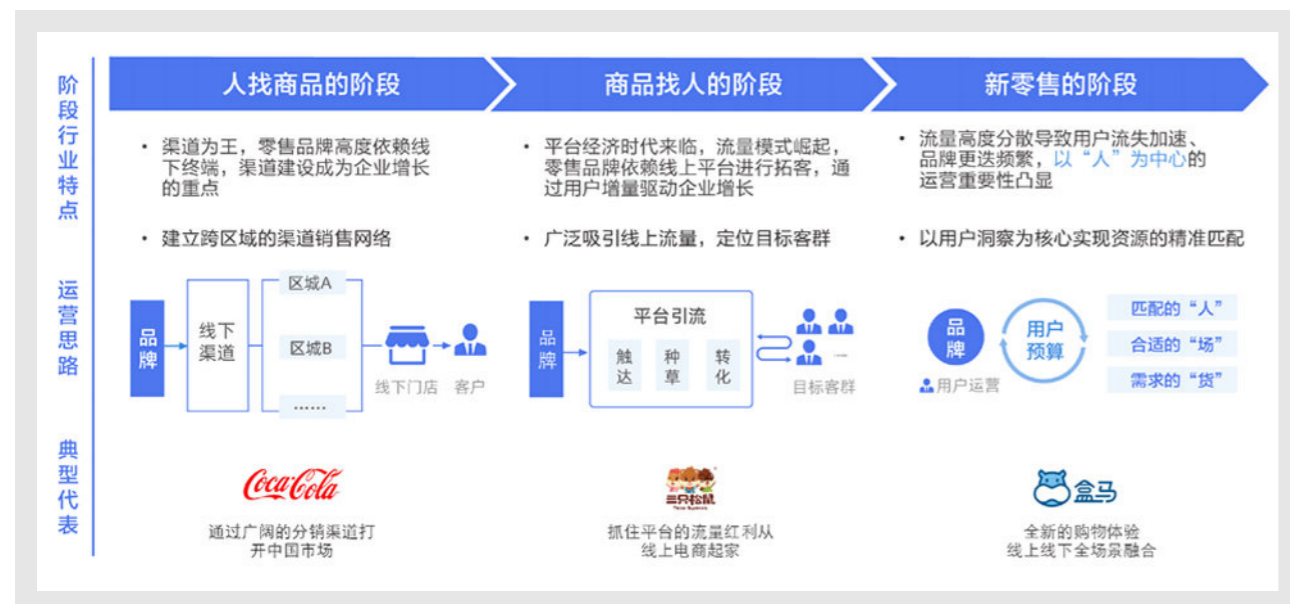 阶段行业特点
人找商品的阶段
商品找人的阶段
新零售的阶段
• 渠道为王，零售品牌高度依赖线
下终端，渠道建设成为企业增长
的重点
• 平台经济时代来临，流量模式崛起，
零售品牌依赖线上平台进行拓客，通
过用户增量驱动企业增长
• 流量高度分散导致用户流失加速、
品牌更迭频繁，以“人”为中心的
运营重要性凸显
• 建立跨区域的渠道销售网络
• 广泛吸引线上流量，定位目标客群
• 以用户洞察为核心实现资源的精准匹配
运营思路
品牌
线下
渠道
区城A
区城B
……
线下门店
客户
品牌
平台引流
触达
种草
转化
...
目标客群
品牌
用户运营
用户
预算
匹配的“人”
合适的“场”
需求的“货”
典型代表
Coca-Cola
通过广阔的分销渠道打
开中国市场
三只松鼠
抓住平台的流量红利从
线上电商起家
盒马
全新的购物体验
线上线下全场景融合